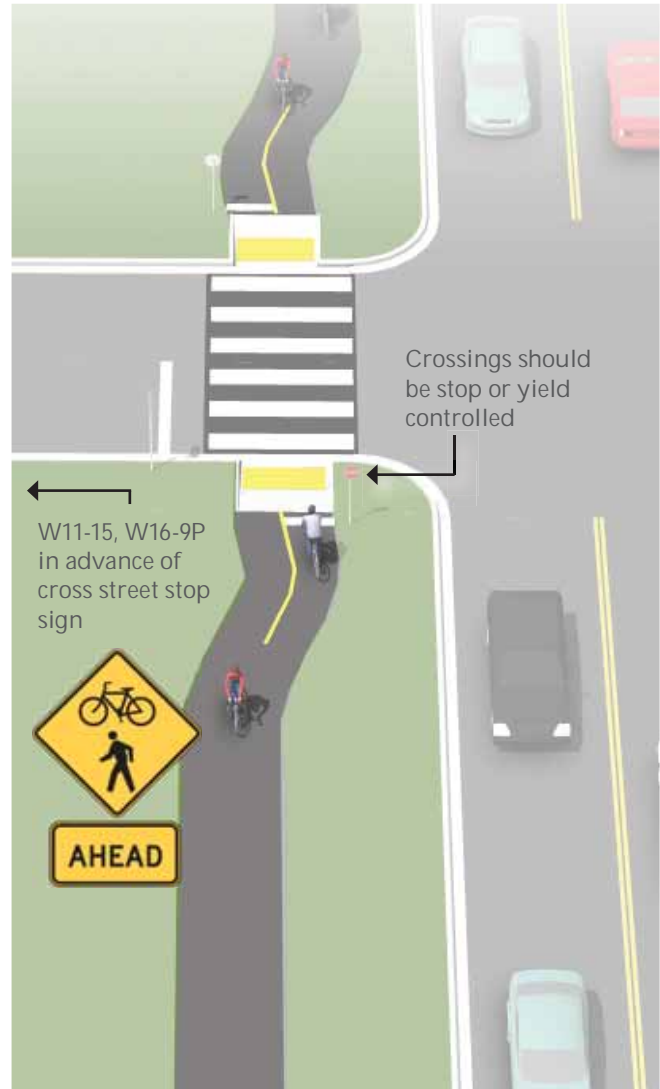 Crossings should
be stop or yield
controlled
W11-15, W16-9P
in advance of
cross street stop
sign
AHEAD